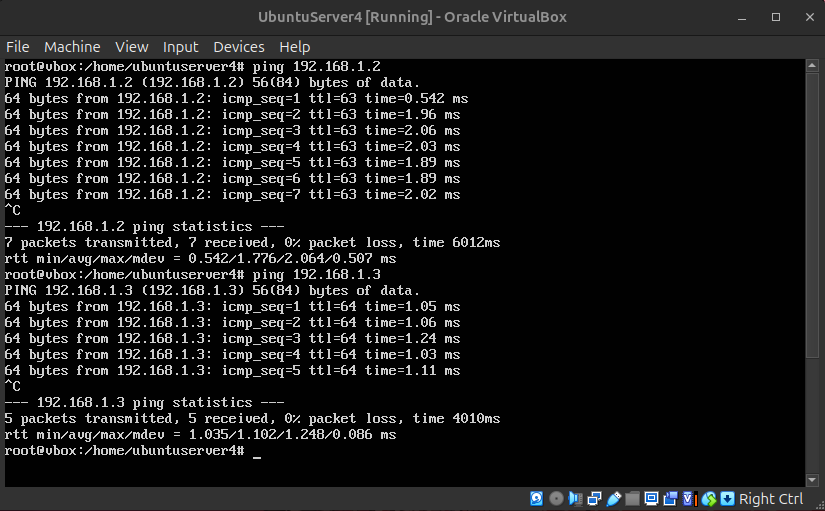 UbuntuServer4 [Running] - Oracle VirtualBox
File Machine View Input Devices Help
root@vbox:/home/ubuntuserver4# ping 192.168.1.2
PING 192.168.1.2 (192.168.1.2) 56(84) bytes of data.
64 bytes from 192.168.1.2: icmp_seq=1 ttl=63 time=0.542 ms
64 bytes from 192.168.1.2: icmp_seq=2 ttl=63 time=1.96 ms
64 bytes from 192.168.1.2: icmp_seq=3 ttl=63 time=2.06 ms
64 bytes from 192.168.1.2: icmp_seq=4 ttl=63 time=2.03 ms
64 bytes from 192.168.1.2: icmp_seq=5 ttl=63 time=1.89 ms
64 bytes from 192.168.1.2: icmp_seq=6 ttl=63 time=1.89 ms
64 bytes from 192.168.1.2: icmp_seq=7 ttl=63 time=2.02 ms
^C
--- 192.168.1.2 ping statistics ---
7 packets transmitted, 7 received, 0% packet loss, time 6012ms
rtt min/avg/max/mdev = 0.542/1.776/2.064/0.507 ms
root@vbox:/home/ubuntuserver4# ping 192.168.1.3
PING 192.168.1.3 (192.168.1.3) 56(84) bytes of data.
64 bytes from 192.168.1.3: icmp_seq=1 ttl=64 time=1.05 ms
64 bytes from 192.168.1.3: icmp_seq=2 ttl=64 time=1.06 ms
64 bytes from 192.168.1.3: icmp_seq=3 ttl=64 time=1.24 ms
64 bytes from 192.168.1.3: icmp_seq=4 ttl=64 time=1.03 ms
64 bytes from 192.168.1.3: icmp_seq=5 ttl=64 time=1.11 ms
^C
--- 192.168.1.3 ping statistics ---
5 packets transmitted, 5 received, 0% packet loss, time 4010ms
rtt min/avg/max/mdev = 1.035/1.102/1.248/0.086 ms
root@vbox:/home/ubuntuserver4# _
Right Ctrl